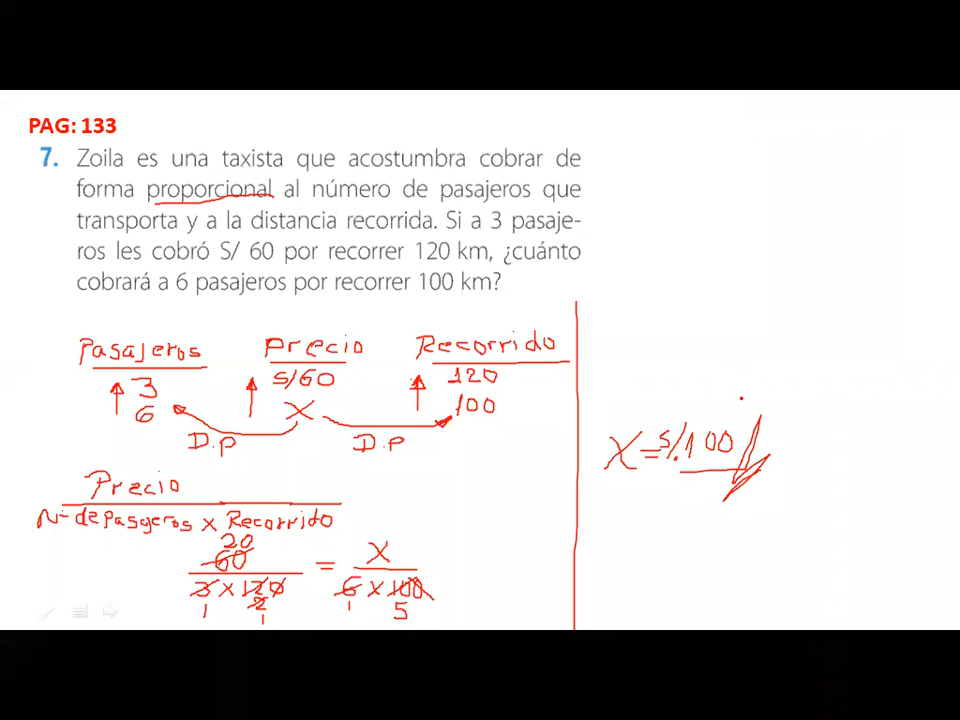 PAG: 133
7. Zoila es una taxista que acostumbra cobrar de
forma proporcional al número de pasajeros que
transporta y a la distancia recorrida. Si a 3 pasaje-
ros les cobró S/ 60 por recorrer 120 km, ¿cuánto
cobrará a 6 pasajeros por recorrer 100 km?
Pasajeros Precio Recorrido
3 S/60 120
6 X 100
D.P D.P
Precio
N- de Pasajeros x Recorrido
20
60 = X
3 x 120 6 x 100
1 2 1 5
1
X = S/.100